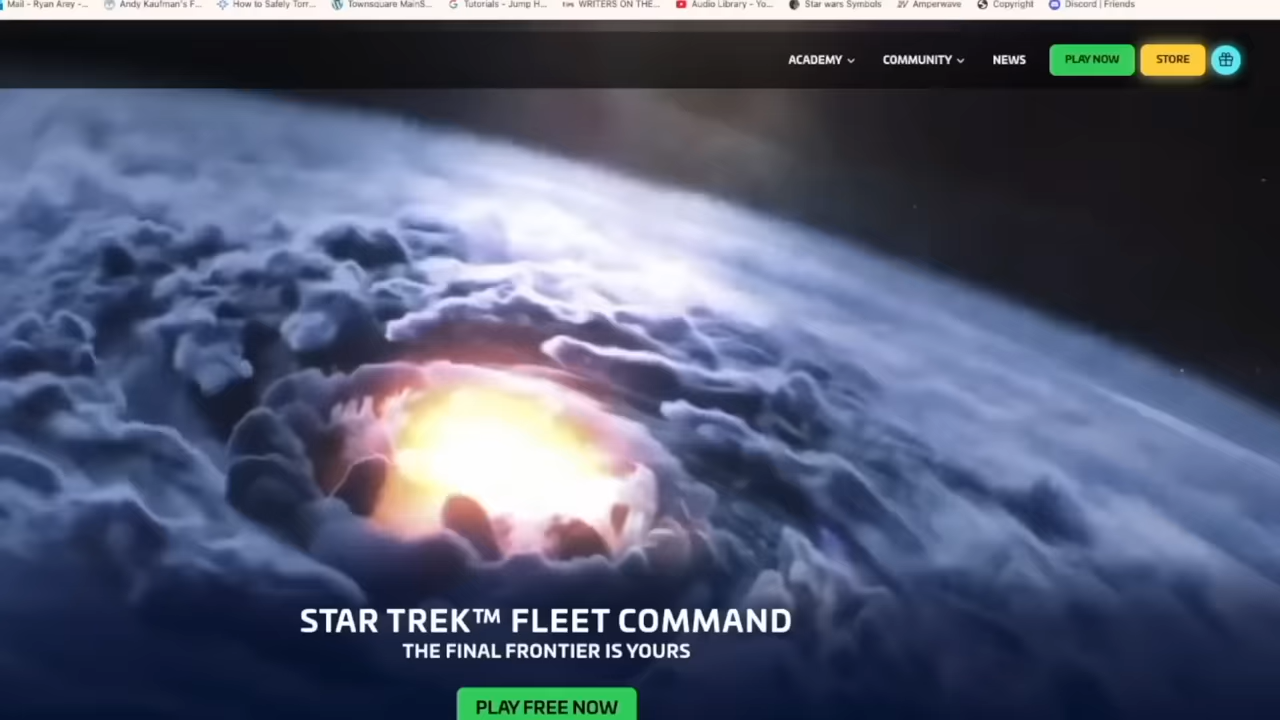 Mail - Ryan Arey -... Andy Kaufman's F... How to Safely Torr... Townsquare MainS... Tutorials - Jump H... WRITERS ON THE... Audio Library - Yo... Star wars Symbols Amperwave Copyright Discord | Friends
ACADEMY COMMUNITY NEWS PLAY NOW STORE
STAR TREK™ FLEET COMMAND
THE FINAL FRONTIER IS YOURS
PLAY FREE NOW